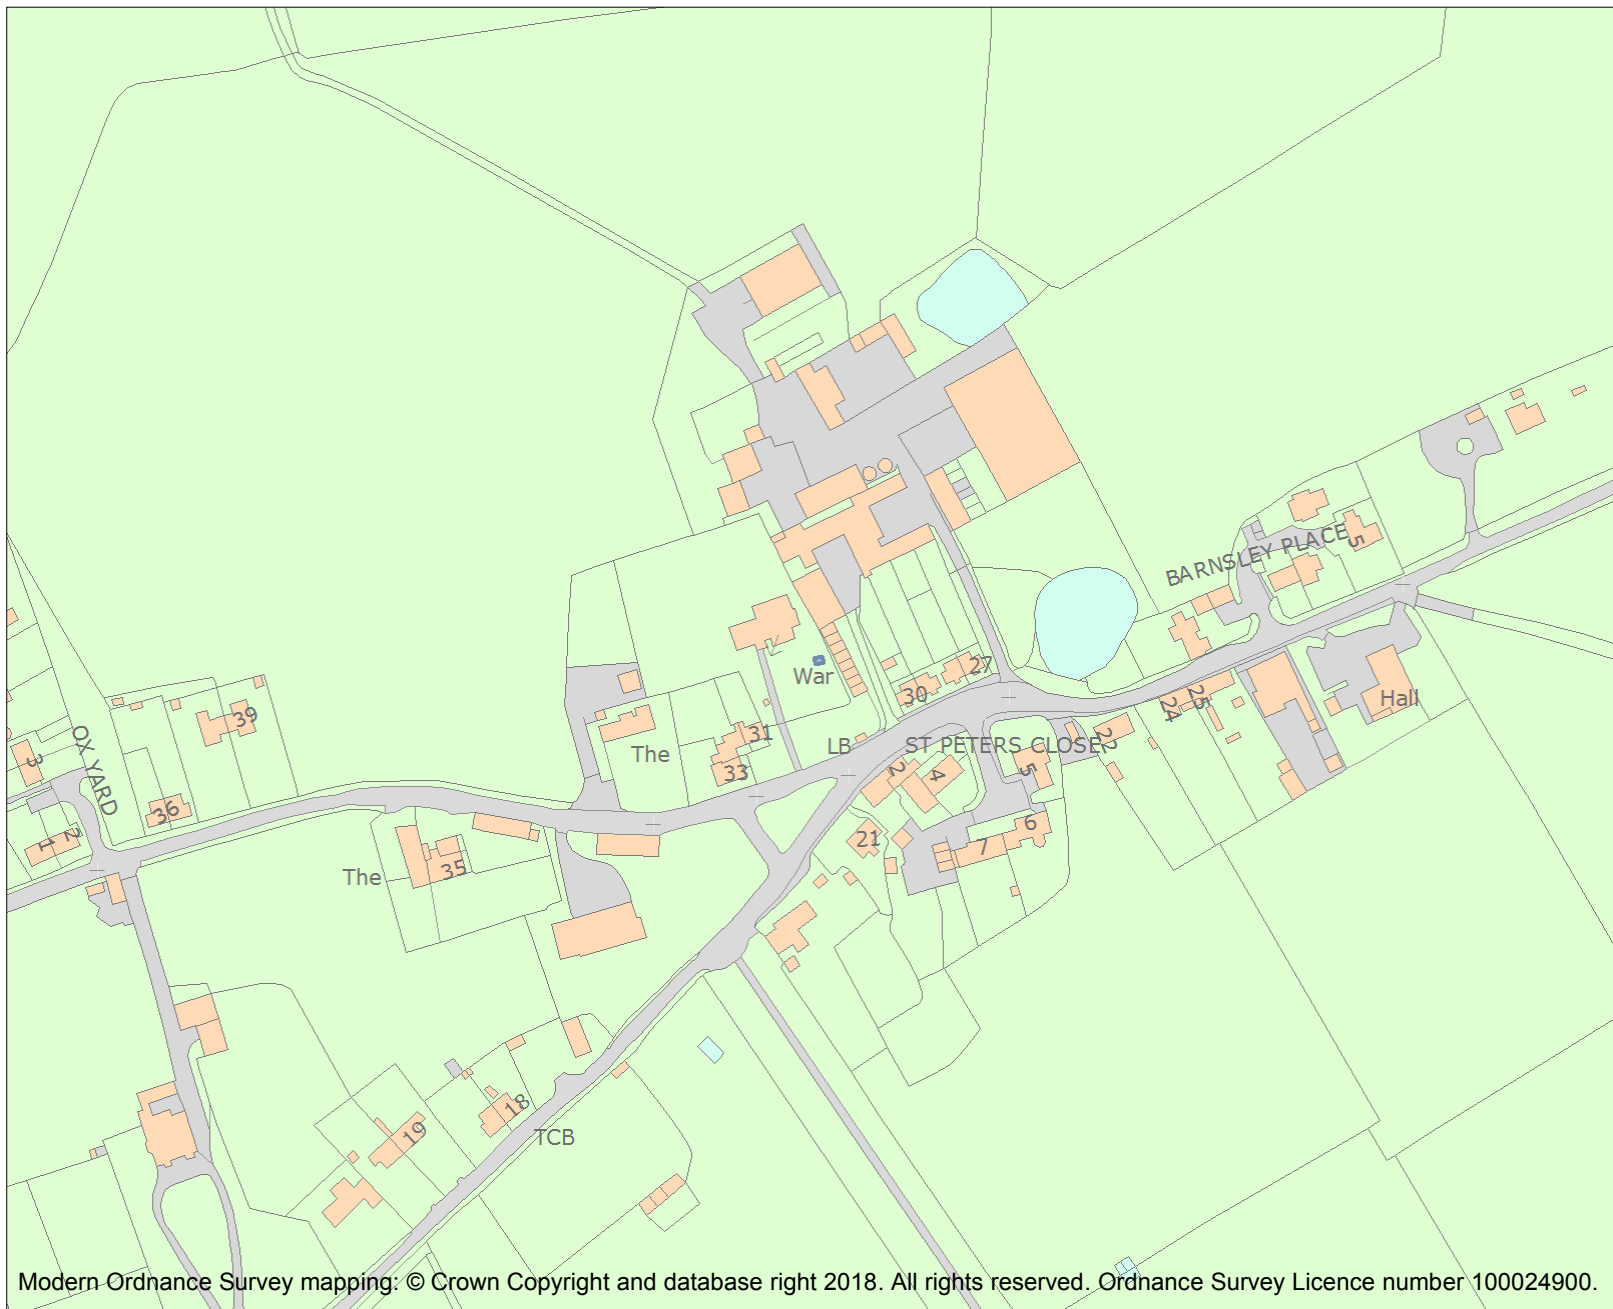 BARNSLEY PLACE
5
War
27
30
Hall
25
24
39
31
OX YARD
The
LB
ST PETERS CLOSE
22
3
33
2
4
5
36
2
1
21
6
7
The
35
18
19
TCB
Modern Ordnance Survey mapping: © Crown Copyright and database right 2018. All rights reserved. Ordnance Survey Licence number 100024900.